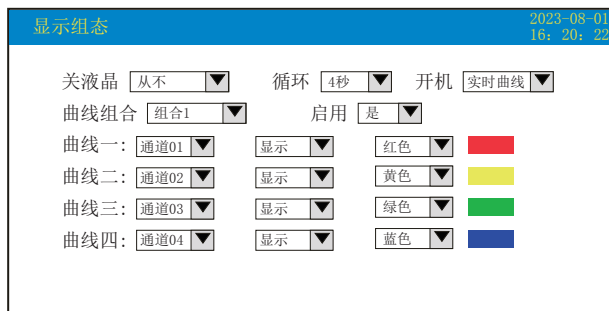 显示组态
2023-08-01
16: 20: 22
关液晶 从不 循环 4秒 开机 实时曲线
曲线组合 组合1 启用 是
曲线一: 通道01 显示 红色
曲线二: 通道02 显示 黄色
曲线三: 通道03 显示 绿色
曲线四: 通道04 显示 蓝色